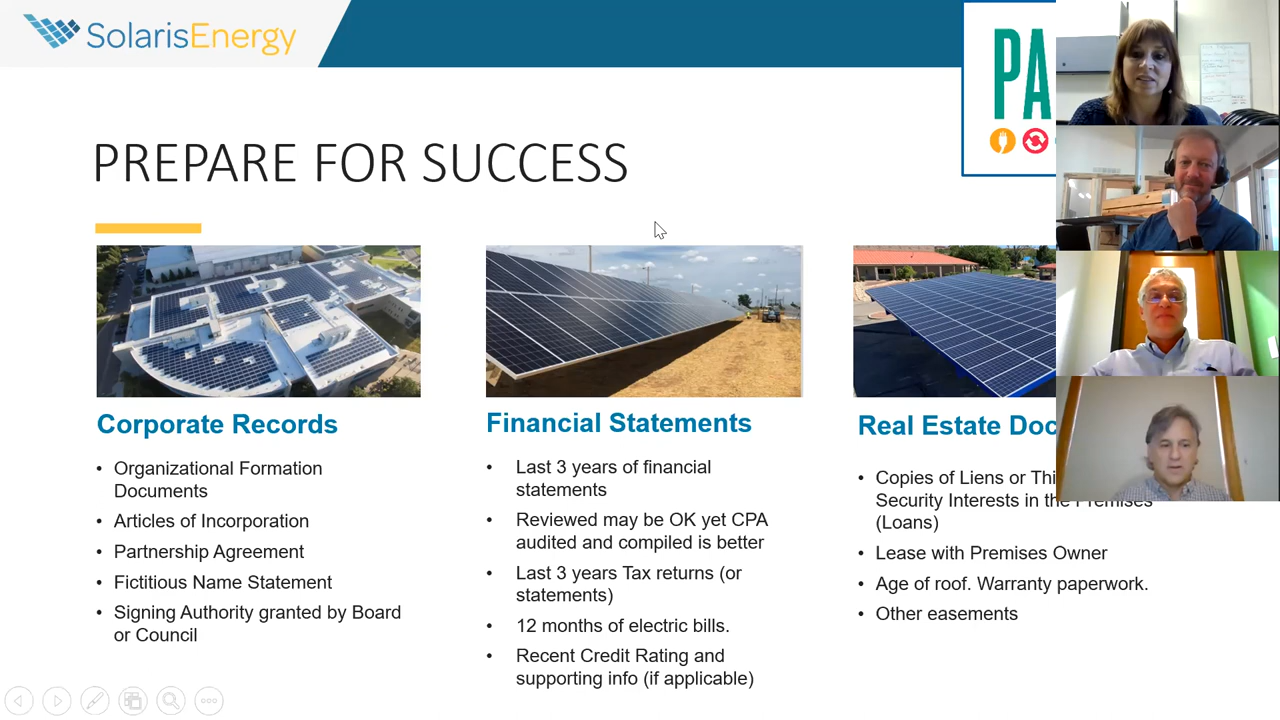 SolarisEnergy
PA
PREPARE FOR SUCCESS
Corporate Records
• Organizational Formation
Documents
• Articles of Incorporation
• Partnership Agreement
• Fictitious Name Statement
• Signing Authority granted by Board
or Council
Financial Statements
• Last 3 years of financial
statements
• Reviewed may be OK yet CPA
audited and compiled is better
• Last 3 years Tax returns (or
statements)
• 12 months of electric bills.
• Recent Credit Rating and
supporting info (if applicable)
Real Estate Doc
• Copies of Liens or Thi
Security Interests in the Premises
(Loans)
• Lease with Premises Owner
• Age of roof. Warranty paperwork.
• Other easements